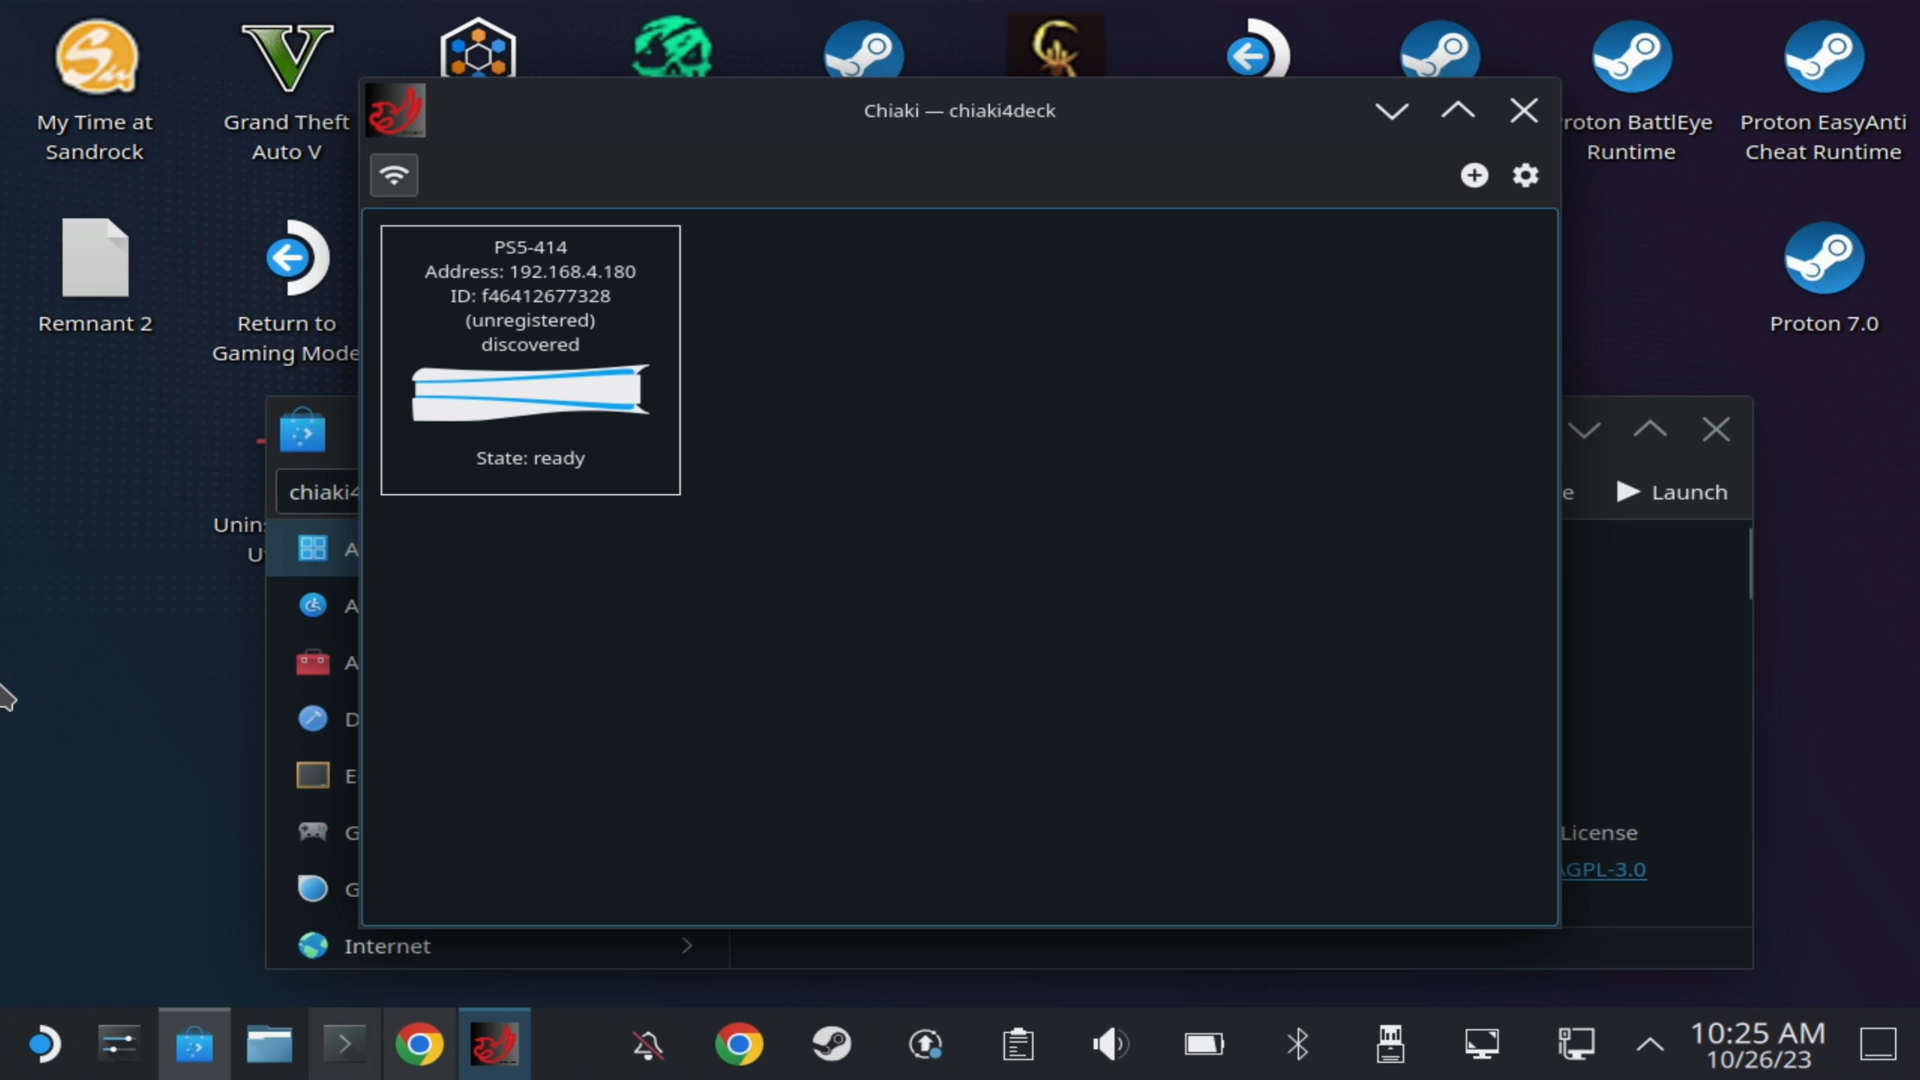 My Time at
Sandrock
Grand Theft
Auto V
Chiaki — chiaki4deck
roton BattlEye
Runtime
Proton EasyAnti
Cheat Runtime
PS5-414
Address: 192.168.4.180
ID: f46412677328
(unregistered)
discovered
State: ready
Remnant 2
Return to
Gaming Mode
Proton 7.0
chiaki4
e
Launch
Unins
U
A
A
A
D
E
G
G
Internet
License
AGPL-3.0
10:25 AM
10/26/23